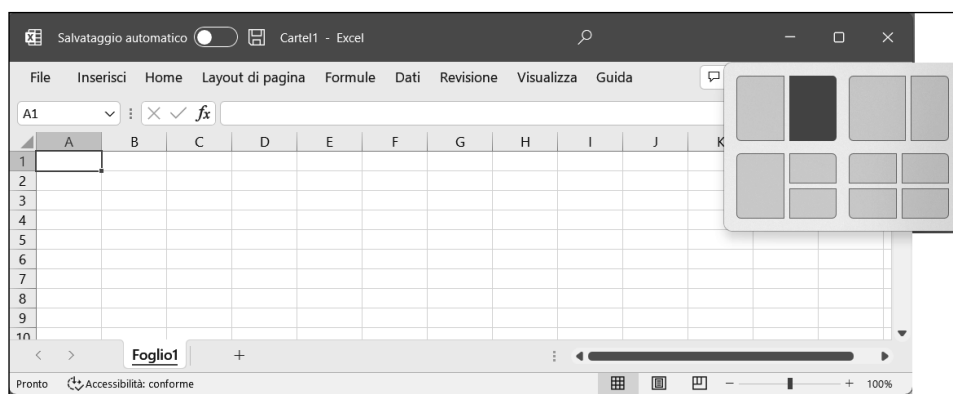 Salvataggio automatico Cartel1 - Excel
File Inserisci Home Layout di pagina Formule Dati Revisione Visualizza Guida
A1 fx
A B C D E F G H I J K
1
2
3
4
5
6
7
8
9
10
Foglio1 +
Pronto Accessibilità: conforme - + 100%